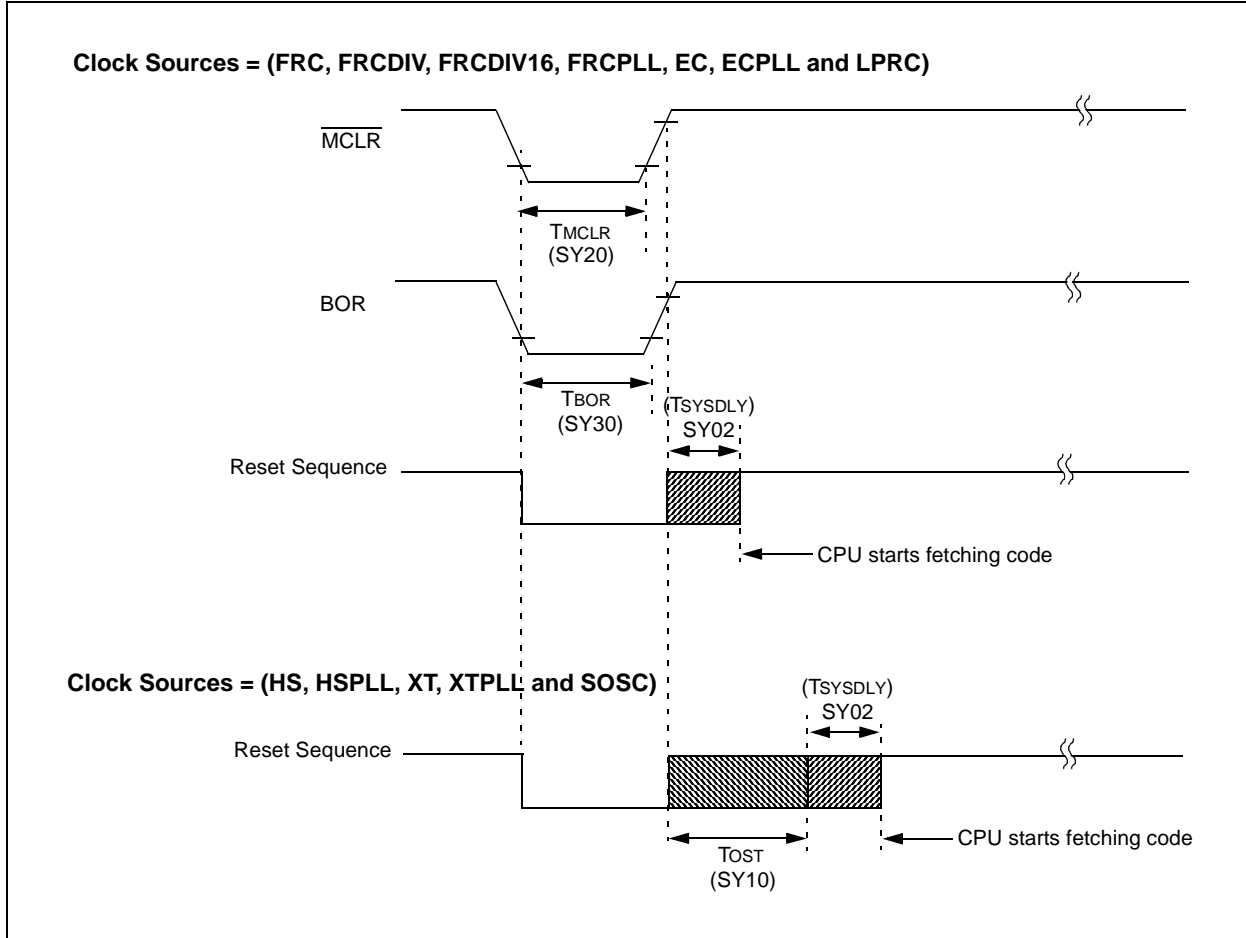 Clock Sources = (FRC, FRCDIV, FRCDIV16, FRCPLL, EC, ECPLL and LPRC)
MCLR
TMCLR
(SY20)
BOR
TBOR
(SY30)
(TSYSDLY)
SY02
Reset Sequence
CPU starts fetching code
Clock Sources = (HS, HSPLL, XT, XTPLL and SOSC)
(TSYSDLY)
SY02
Reset Sequence
CPU starts fetching code
TOST
(SY10)